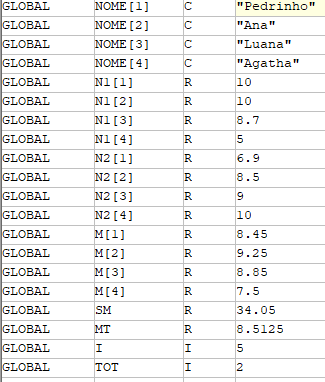 GLOBAL NOME[1] C "Pedrinho"
GLOBAL NOME[2] C "Ana"
GLOBAL NOME[3] C "Luana"
GLOBAL NOME[4] C "Agatha"
GLOBAL N1[1] R 10
GLOBAL N1[2] R 10
GLOBAL N1[3] R 8.7
GLOBAL N1[4] R 5
GLOBAL N2[1] R 6.9
GLOBAL N2[2] R 8.5
GLOBAL N2[3] R 9
GLOBAL N2[4] R 10
GLOBAL M[1] R 8.45
GLOBAL M[2] R 9.25
GLOBAL M[3] R 8.85
GLOBAL M[4] R 7.5
GLOBAL SM R 34.05
GLOBAL MT R 8.5125
GLOBAL I I 5
GLOBAL TOT I 2